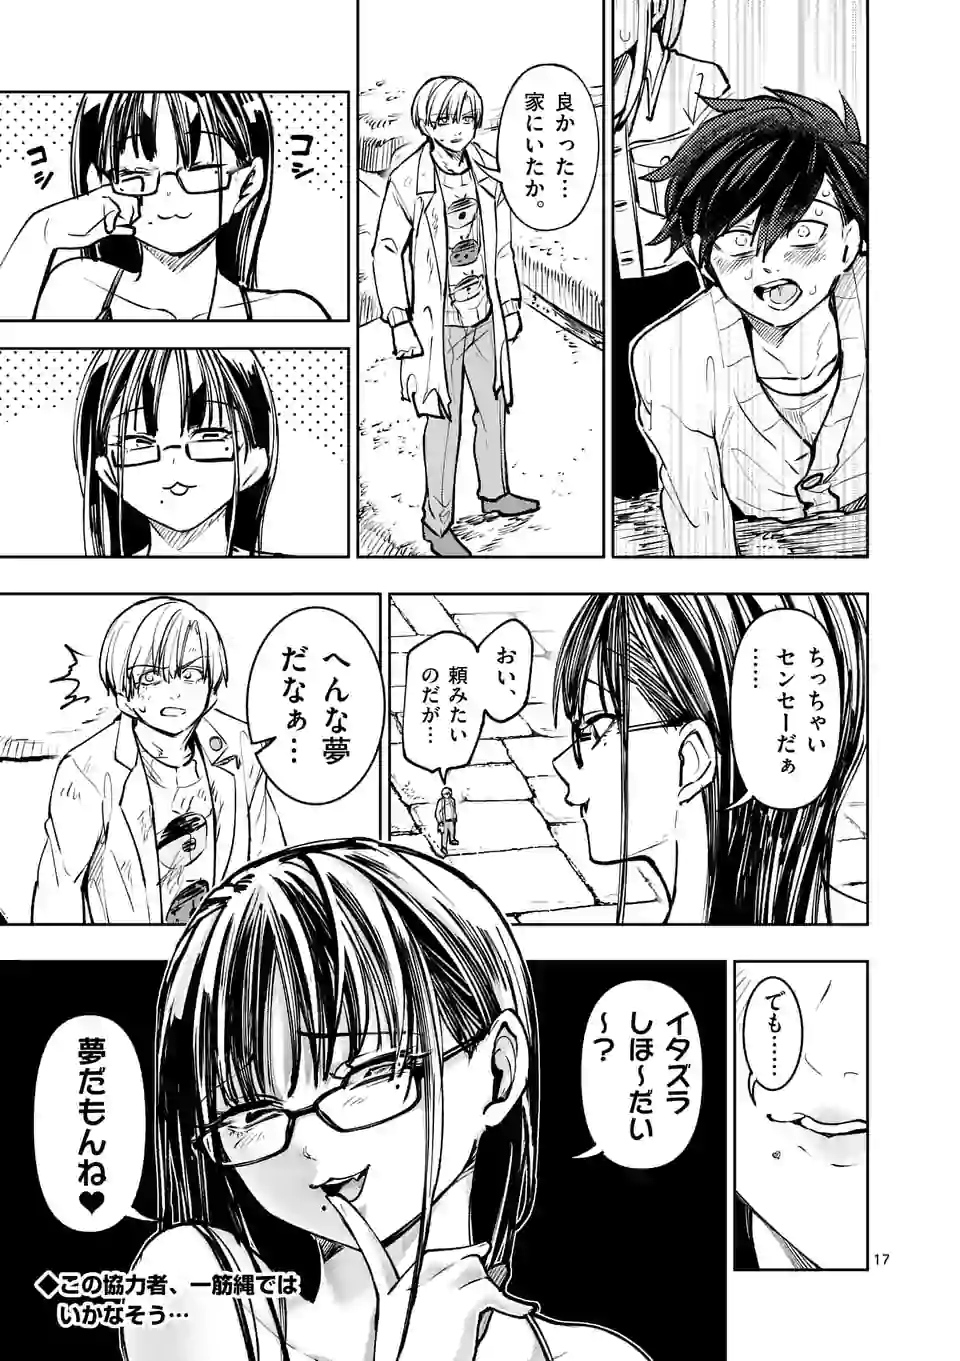 良かった…
家にいたか。
コシ
コシ
ちっちゃい
センセーだぁ
……
おい、
頼みたい
のだが…
へんな夢
だなぁ…
でも……
イタズラ
しほ〜だい
〜?
夢だもんね♥
◆この協力者、一筋縄では
いかなそう…
17